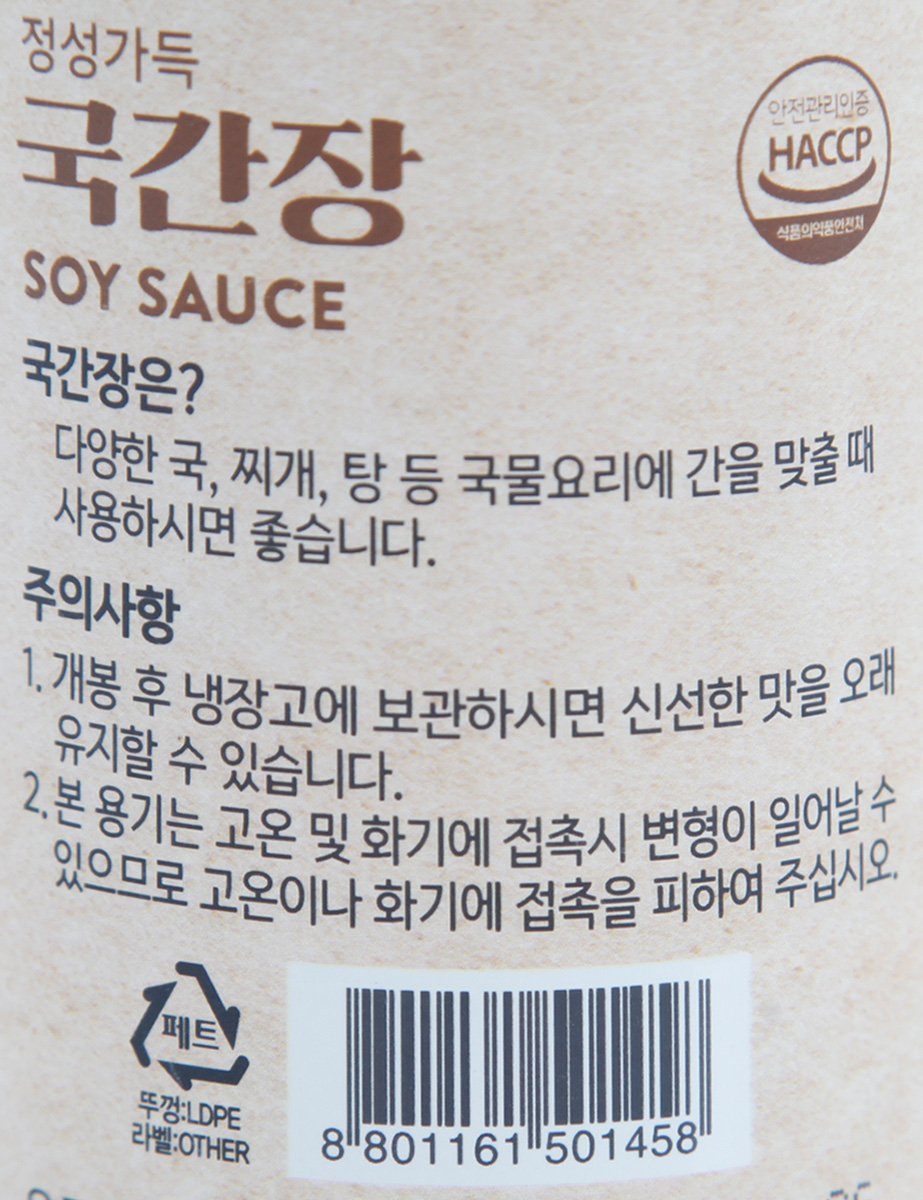 정성가득
국간장
SOY SAUCE
안전관리인증
HACCP
식품의약품안전처
국간장은?
다양한 국, 찌개, 탕 등 국물요리에 간을 맞출 때
사용하시면 좋습니다.
주의사항
1. 개봉 후 냉장고에 보관하시면 신선한 맛을 오래
유지할 수 있습니다.
2. 본 용기는 고온 및 화기에 접촉시 변형이 일어날 수
있으므로 고온이나 화기에 접촉을 피하여 주십시오.
페트
뚜껑:LDPE
라벨:OTHER
8 801161 501458